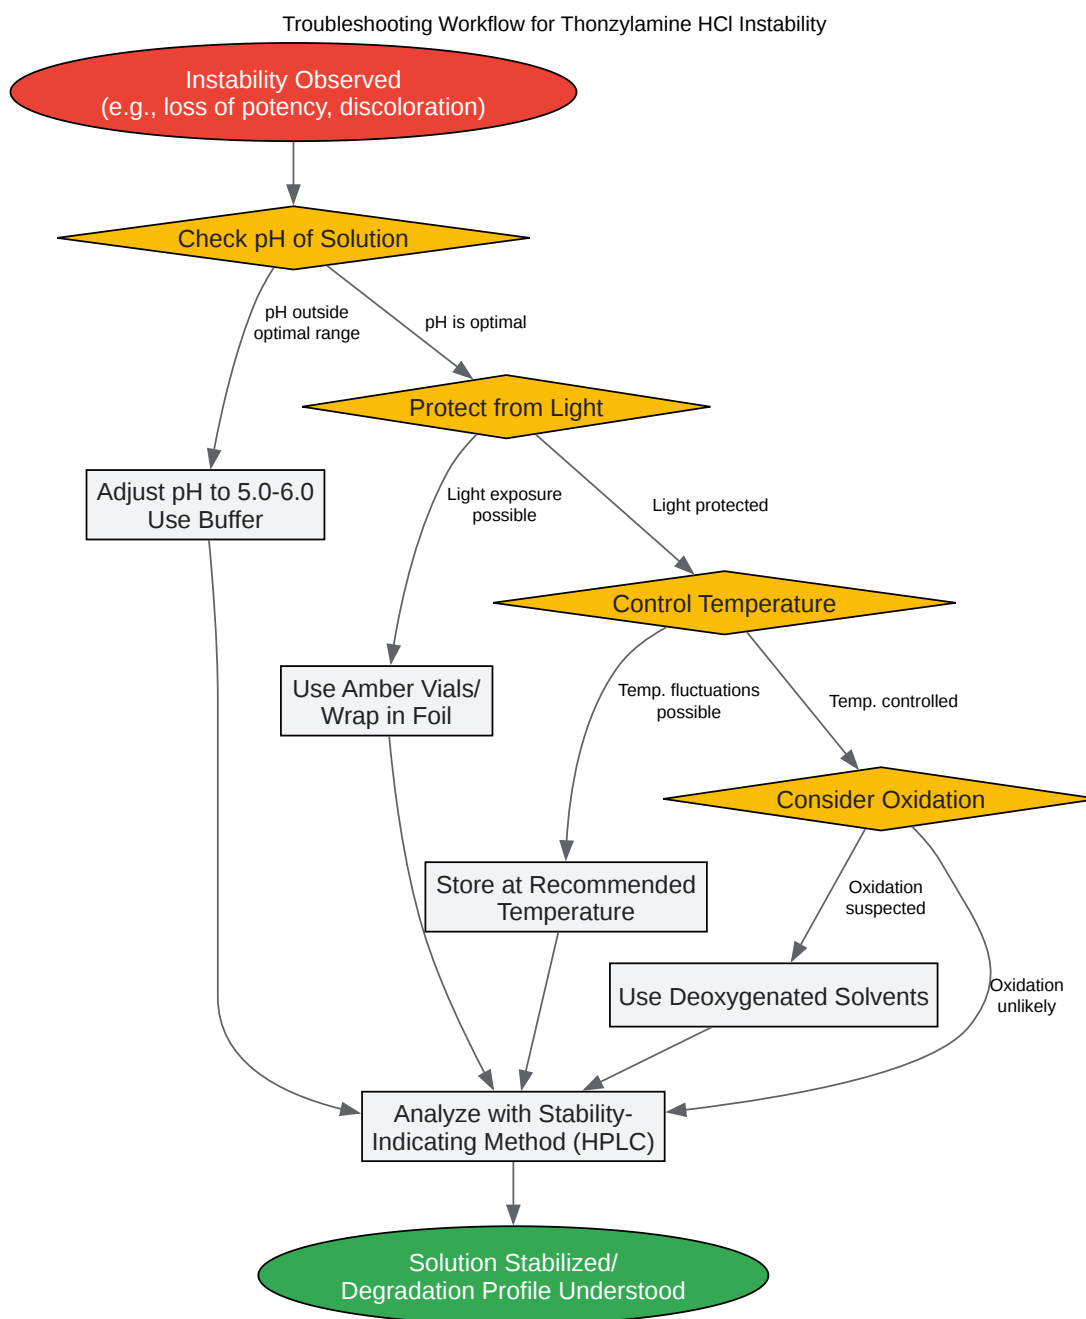 Troubleshooting Workflow for Thonzylamine HCl Instability
Instability Observed
(e.g., loss of potency, discoloration)
Check pH of Solution
pH outside
optimal range
pH is optimal
Protect from Light
Adjust pH to 5.0-6.0
Use Buffer
Light exposure
possible
Light protected
Control Temperature
Use Amber Vials/
Wrap in Foil
Temp. fluctuations
possible
Temp. controlled
Consider Oxidation
Store at Recommended
Temperature
Oxidation
suspected
Use Deoxygenated Solvents
Oxidation
unlikely
Analyze with Stability-
Indicating Method (HPLC)
Solution Stabilized/
Degradation Profile Understood